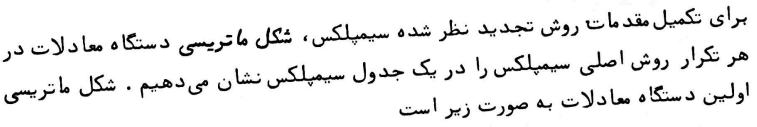 برای تکمیل مقدمات روش تجدید نظر شده سیمپلکس، شکل ماتریسی دستگاه معادلات در
هر تکرار روش اصلی سیمپلکس را در یک جدول سیمپلکس نشان می‌دهیم . شکل ماتریسی
اولین دستگاه معادلات به صورت زیر است